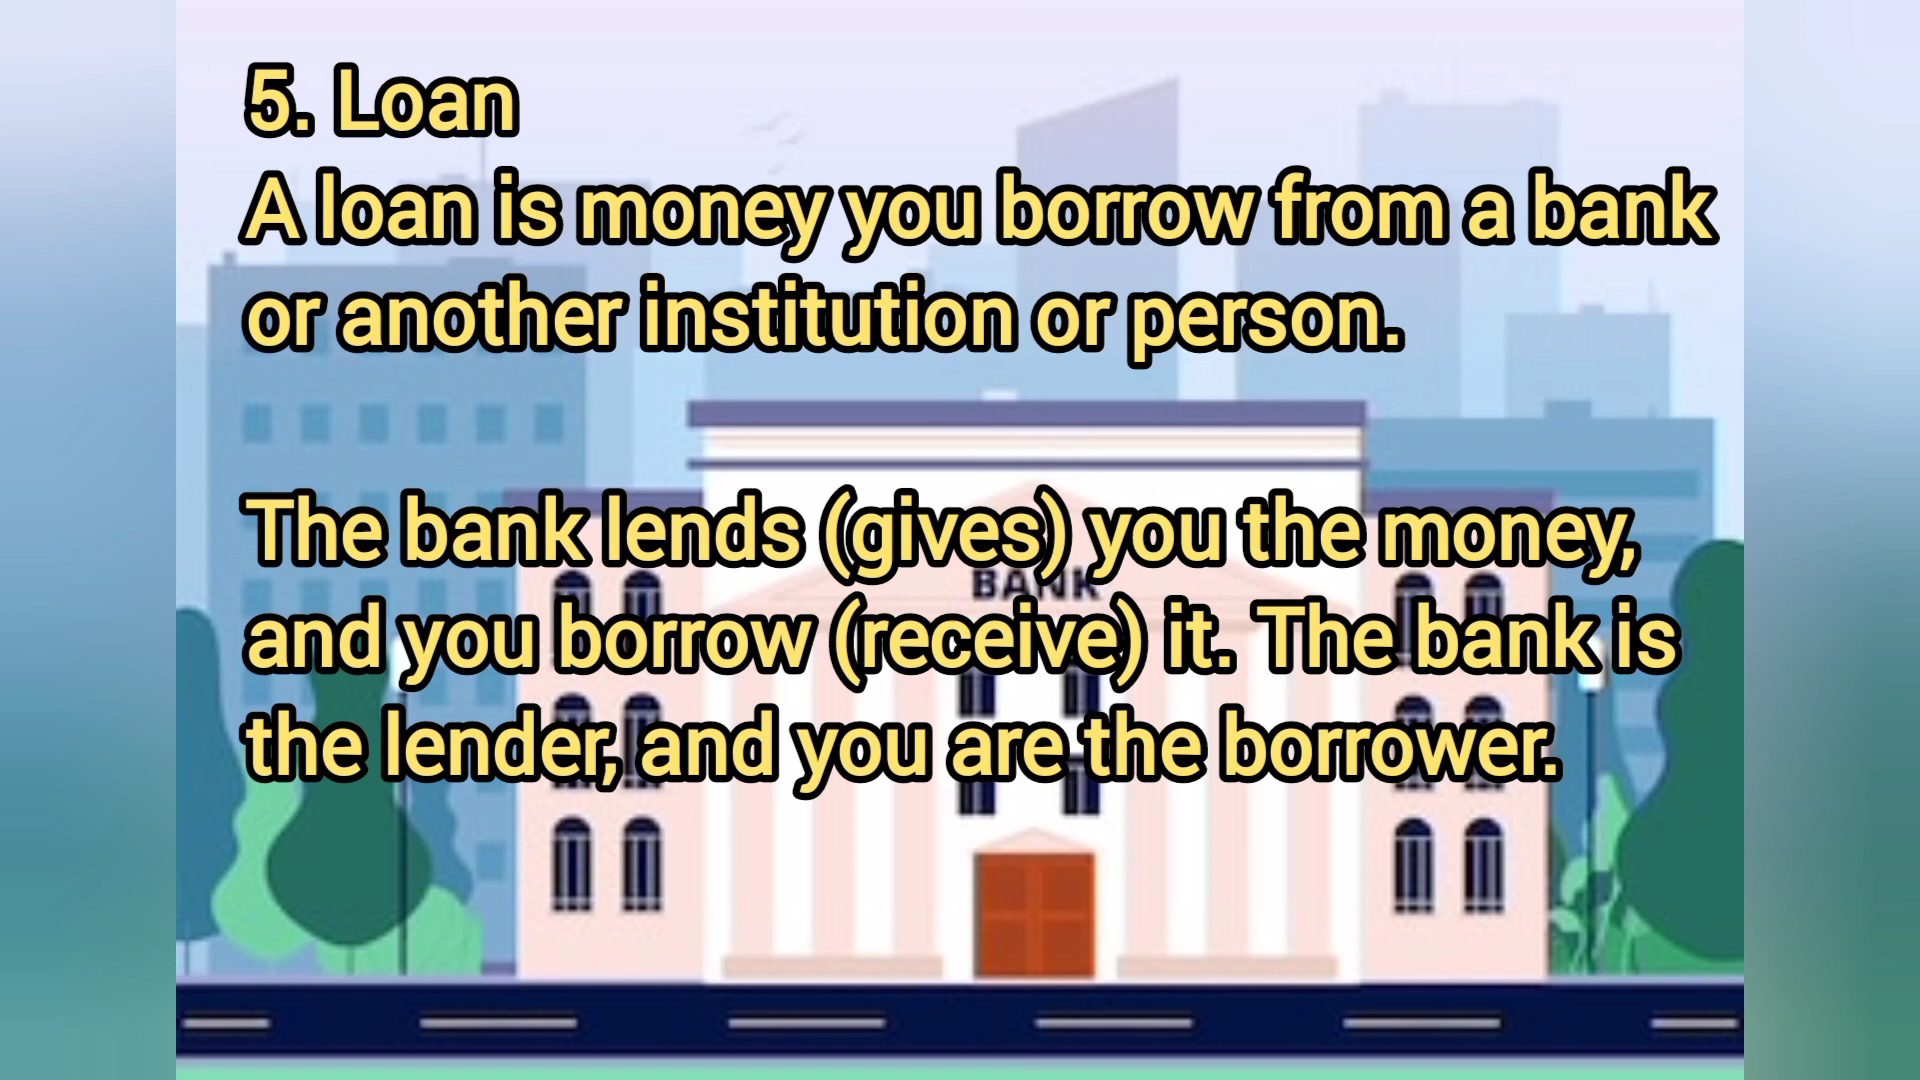 5. Loan
A loan is money you borrow from a bank
or another institution or person.
The bank lends (gives) you the money,
BANK
and you borrow (receive) it. The bank is
the lender, and you are the borrower.